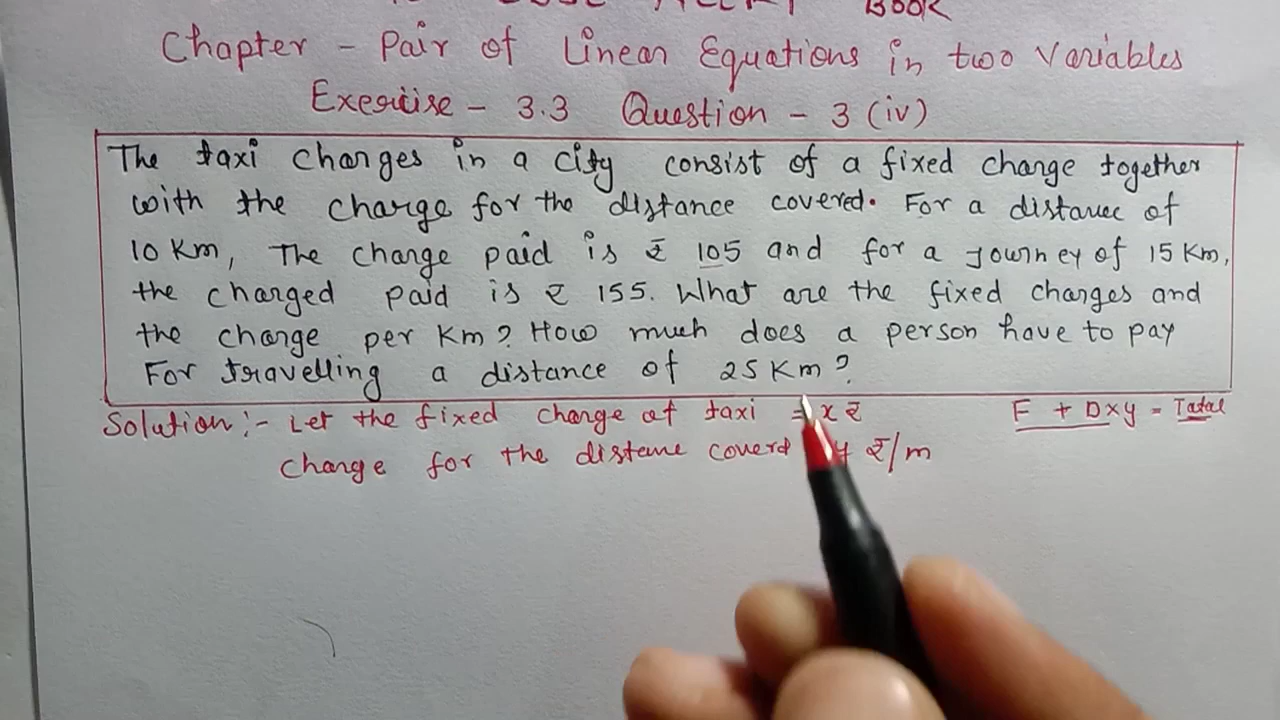 Book
Chapter - Pair of Linear Equations in two Variables
Exercise - 3.3 Question - 3 (iv)
The taxi charges in a city consist of a fixed charge together
with the charge for the distance covered. For a distance of
10 Km, The charge paid is ₹ 105 and for a journey of 15 Km,
the charged paid is ₹ 155. What are the fixed charges and
the charge per Km? How much does a person have to pay
For travelling a distance of 25 Km?
Solution :- Let the fixed charge of taxi = x ₹ F + D×y = Total
charge for the distance coverd y ₹/m